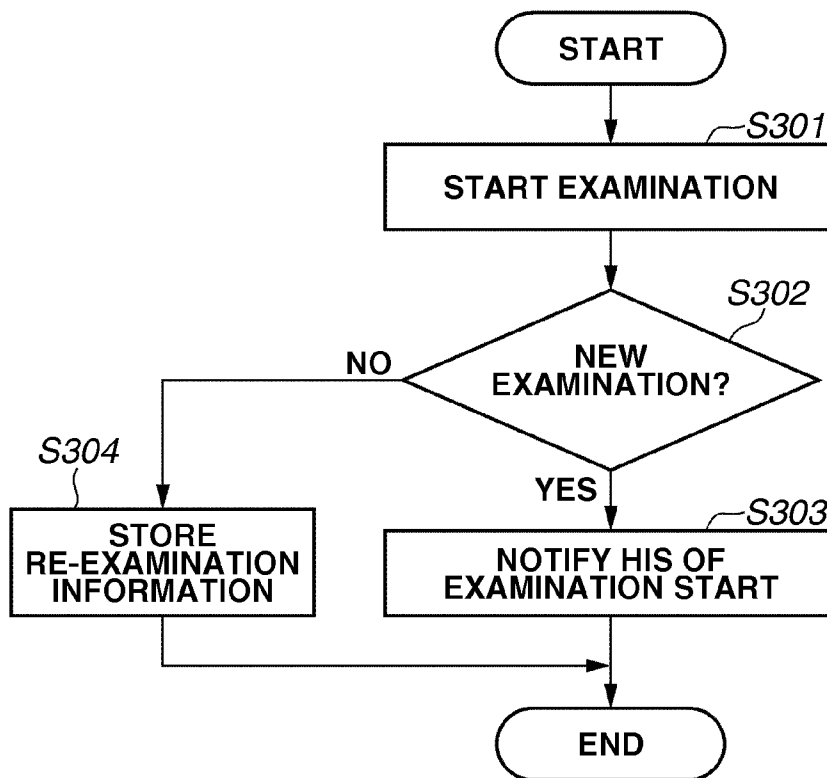 START
S301
START EXAMINATION
S302
NEW
EXAMINATION?
NO
YES
S304
STORE
RE-EXAMINATION
INFORMATION
S303
NOTIFY HIS OF
EXAMINATION START
END